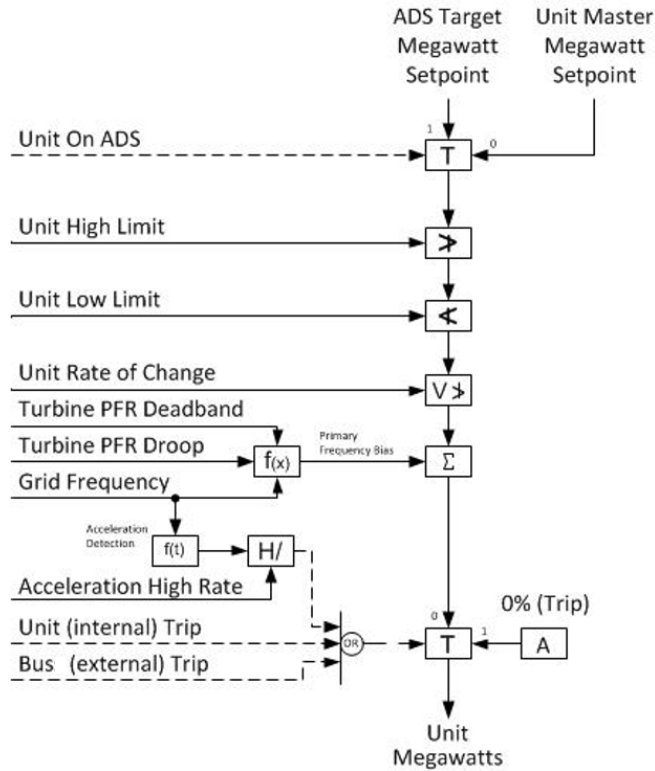 ADS Target
Megawatt
Setpoint
Unit Master
Megawatt
Setpoint
1
0
Unit On ADS
T
Unit High Limit
≯
Unit Low Limit
≮
Unit Rate of Change
V≯
Turbine PFR Deadband
Turbine PFR Droop
f(x)
Primary
Frequency Bias
Σ
Grid Frequency
Acceleration
Detection
f(t)
H/
Acceleration High Rate
0% (Trip)
0
1
Unit (internal) Trip
OR
T
A
Bus (external) Trip
Unit
Megawatts